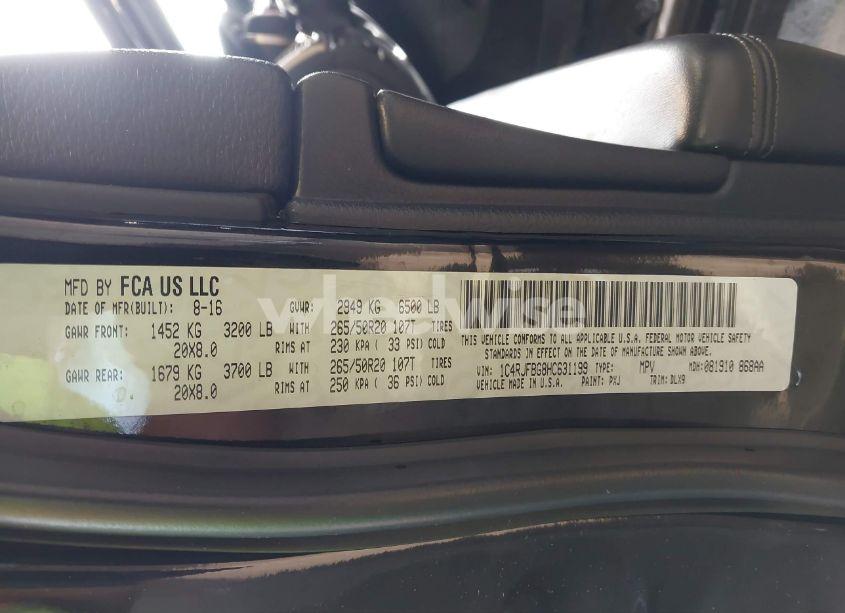 MFD BY FCA US LLC
DATE OF MFR(BUILT): 8-16 GVWR: 2949 KG 6500 LB
GAWR FRONT: 1452 KG 3200 LB WITH 265/50R20 107T TIRES
20X8.0 RIMS AT 230 KPA ( 33 PSI) COLD
GAWR REAR: 1679 KG 3700 LB WITH 265/50R20 107T TIRES
20X8.0 RIMS AT 250 KPA ( 36 PSI) COLD
THIS VEHICLE CONFORMS TO ALL APPLICABLE U.S.A. FEDERAL MOTOR VEHICLE SAFETY
STANDARDS IN EFFECT ON THE DATE OF MANUFACTURE SHOWN ABOVE.
VIN: 1C4RJFBG8HC631199 TYPE: MPV MDH: 081910 868AA
VEHICLE MADE IN U.S.A. PAINT: PXJ TRIM: DLX9
wheelwise